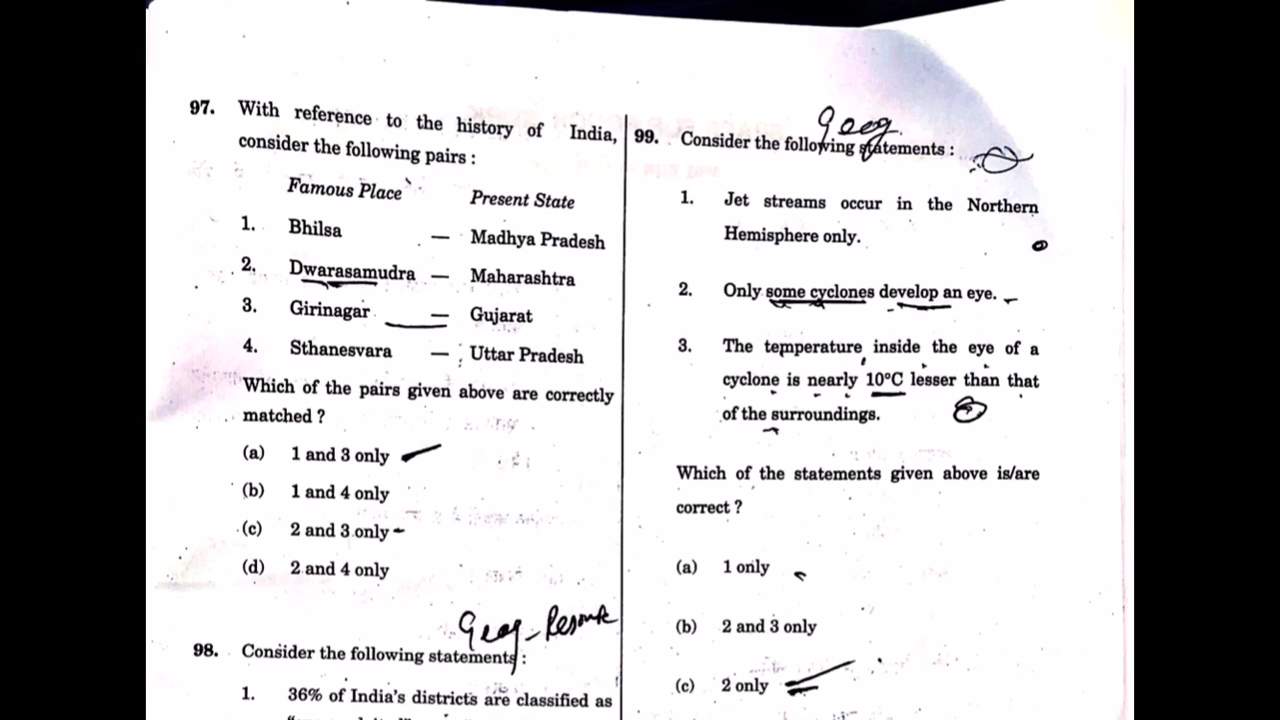 97. With reference to the history of India,
consider the following pairs :
Famous Place Present State
1. Bhilsa — Madhya Pradesh
2. Dwarasamudra — Maharashtra
3. Girinagar — Gujarat
4. Sthanesvara — Uttar Pradesh
Which of the pairs given above are correctly
matched ?
(a) 1 and 3 only
(b) 1 and 4 only
(c) 2 and 3 only
(d) 2 and 4 only
Geog - 
98. Consider the following statements :
1. 36% of India's districts are classified as
Geog.
99. Consider the following statements :
1. Jet streams occur in the Northern
Hemisphere only.
2. Only some cyclones develop an eye.
3. The temperature inside the eye of a
cyclone is nearly 10°C lesser than that
of the surroundings.
Which of the statements given above is/are
correct ?
(a) 1 only
(b) 2 and 3 only
(c) 2 only